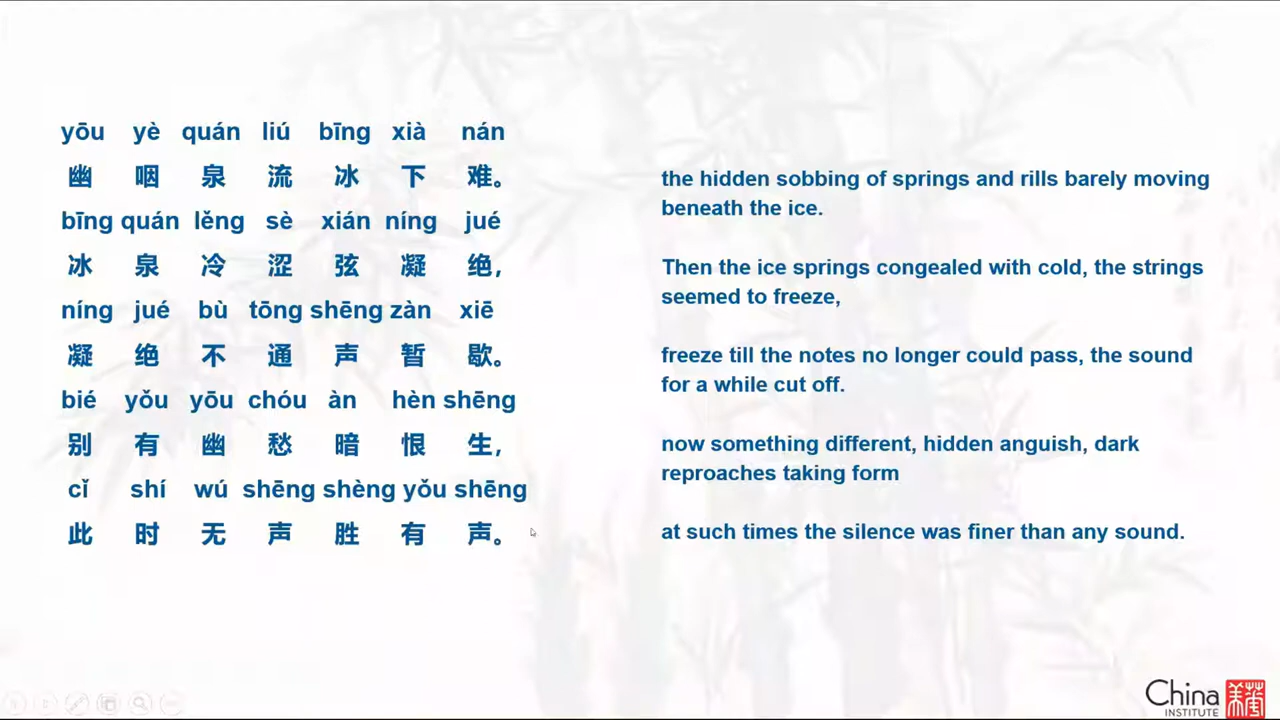 yōu yè quán liú bīng xià nán
幽 咽 泉 流 冰 下 难。
bīng quán lěng sè xián níng jué
冰 泉 冷 涩 弦 凝 绝，
níng jué bù tōng shēng zàn xiē
凝 绝 不 通 声 暂 歇。
bié yǒu yōu chóu àn hèn shēng
别 有 幽 愁 暗 恨 生，
cǐ shí wú shēng shèng yǒu shēng
此 时 无 声 胜 有 声。
the hidden sobbing of springs and rills barely moving
beneath the ice.
Then the ice springs congealed with cold, the strings
seemed to freeze,
freeze till the notes no longer could pass, the sound
for a while cut off.
now something different, hidden anguish, dark
reproaches taking form
at such times the silence was finer than any sound.
China
INSTITUTE